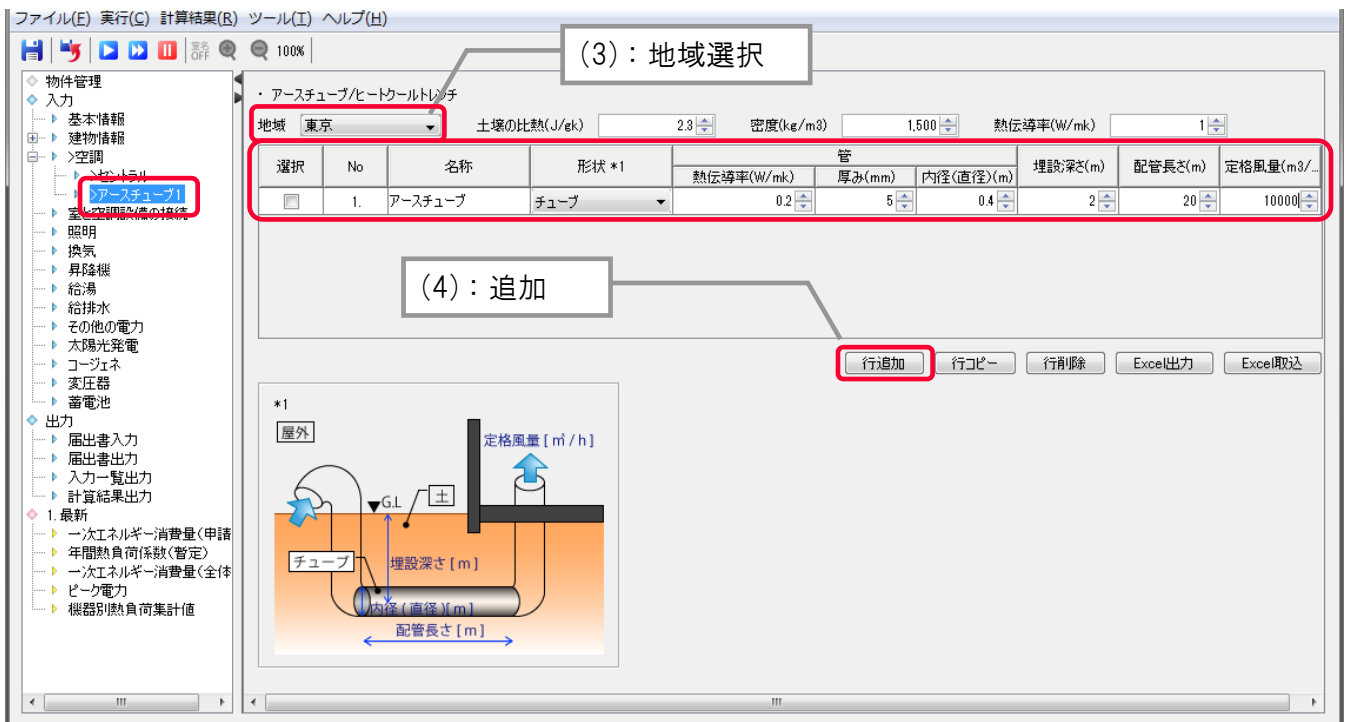 ファイル(F) 実行(C) 計算結果(R) ツール(T) ヘルプ(H)
室名 OFF 100%
(3)：地域選択
物件管理
入力
基本情報
建物情報
>空調
>セントラル
>アースチューブ1
室と空調設備の接続
照明
換気
昇降機
給湯
給排水
その他の電力
太陽光発電
コージェネ
変圧器
蓄電池
出力
届出書入力
届出書出力
入力一覧出力
計算結果出力
1. 最新
一次エネルギー消費量(申請
年間熱負荷係数(暫定)
一次エネルギー消費量(全体
ピーク電力
機器別熱負荷集計値
・ アースチューブ/ヒートクールトレンチ
地域 東京 土壌の比熱(J/gk) 2.3 密度(kg/m3) 1,500 熱伝導率(W/mk) 1
選択 No 名称 形状 *1 管 埋設深さ(m) 配管長さ(m) 定格風量(m3/...
熱伝導率(W/mk) 厚み(mm) 内径(直径)(m)
1. アースチューブ チューブ 0.2 5 0.4 2 20 10000
(4)：追加
行追加 行コピー 行削除 Excel出力 Excel取込
*1
屋外
定格風量 [ ㎥ / h ]
▼G.L 土
チューブ 埋設深さ [ m ]
内径 ( 直径 )[ m ]
配管長さ [ m ]